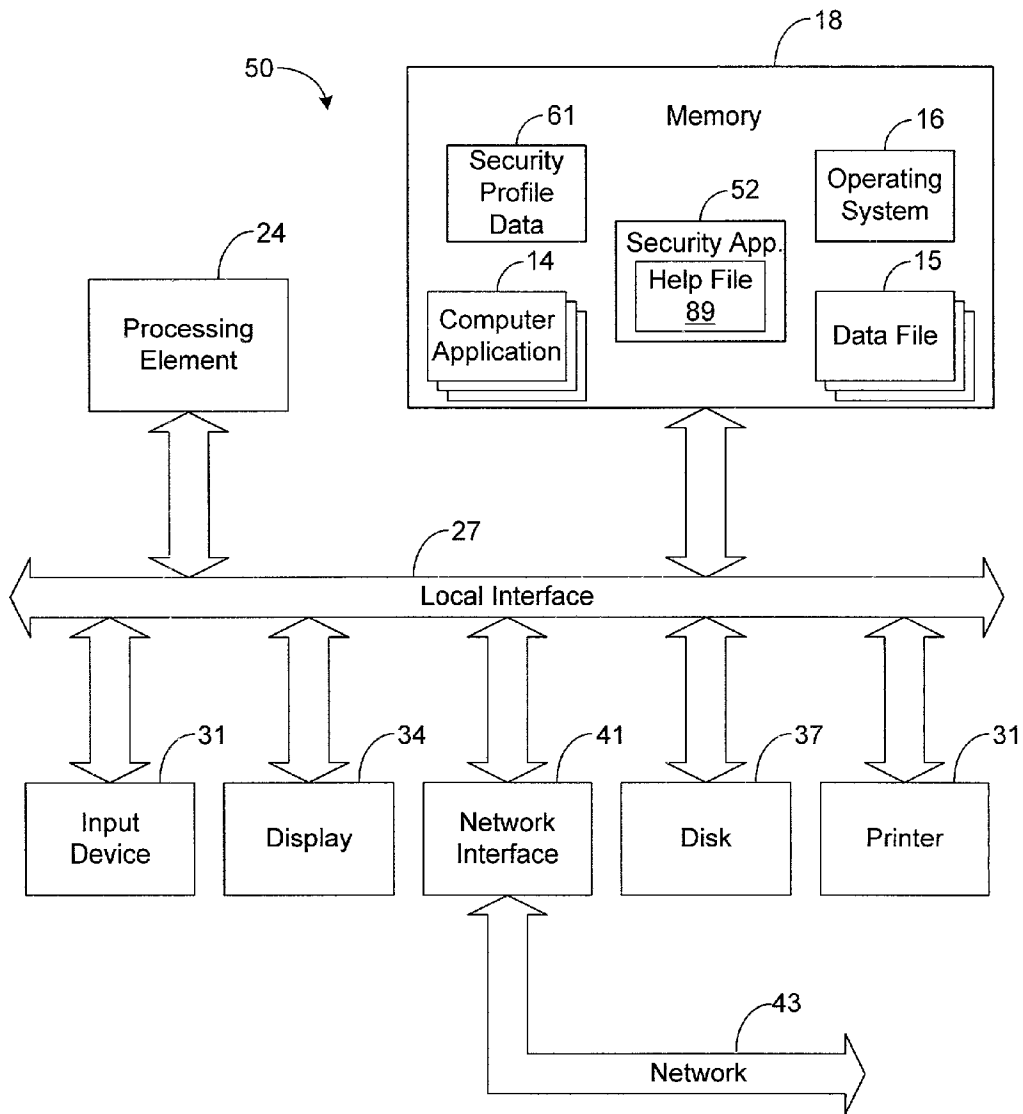 18
50
Memory
61
Security
Profile
Data
16
Operating
System
52
Security App.
Help File
89
24
Processing
Element
14
Computer
Application
15
Data File
27
Local Interface
31
Input
Device
34
Display
41
Network
Interface
37
Disk
31
Printer
43
Network